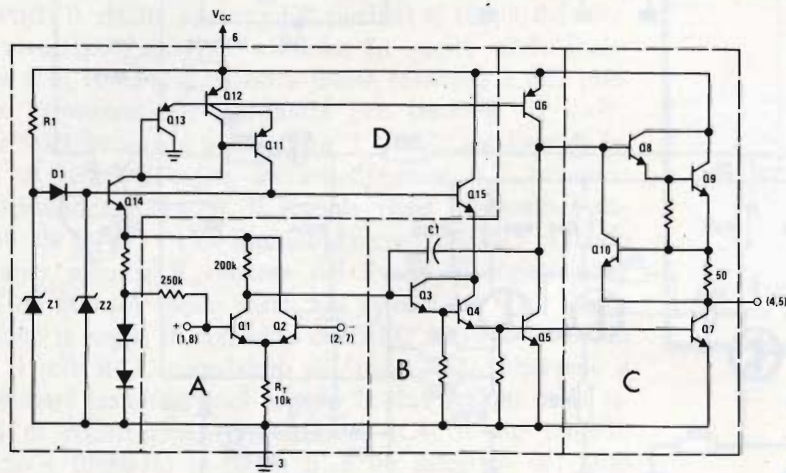 VCC
6
Q12
Q13
D
Q6
R1
Q11
Q8
Q9
D1
Q14
Q15
C1
Q10
200k
50
250k
Q3
(4,5)
Z1
Z2
+
Q1
Q2
−
Q4
Q5
Q7
(1,8)
(2,7)
A
B
C
RT
10k
3